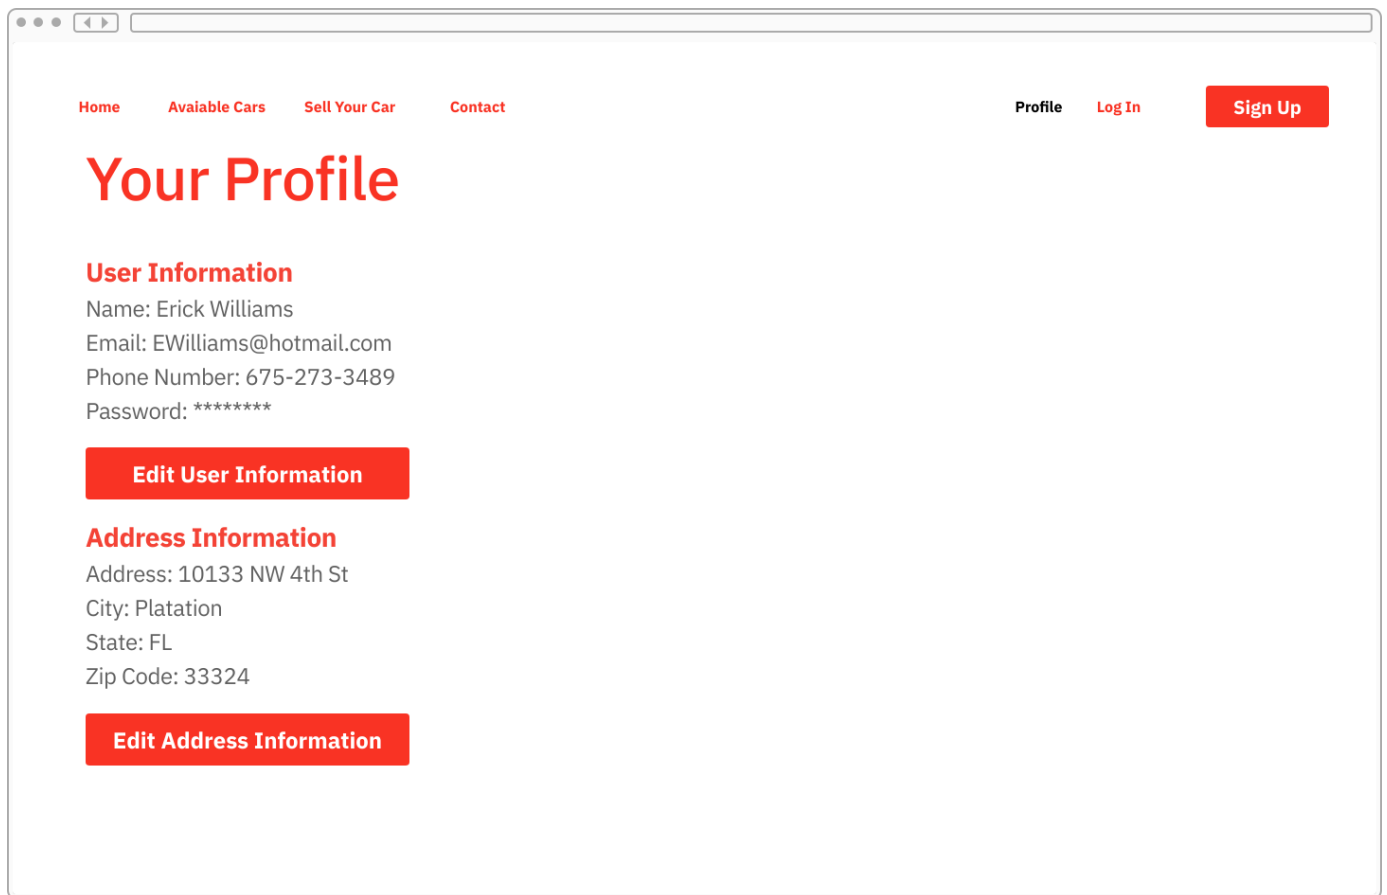 Home Avaiable Cars Sell Your Car Contact Profile Log In Sign Up
Your Profile
User Information
Name: Erick Williams
Email: EWilliams@hotmail.com
Phone Number: 675-273-3489
Password: ********
Edit User Information
Address Information
Address: 10133 NW 4th St
City: Platation
State: FL
Zip Code: 33324
Edit Address Information